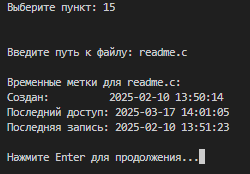 Выберите пункт: 15
Введите путь к файлу: readme.c
Временные метки для readme.c:
Создан:          2025-02-10 13:50:14
Последний доступ: 2025-03-17 14:01:05
Последняя запись: 2025-02-10 13:51:23
Нажмите Enter для продолжения...